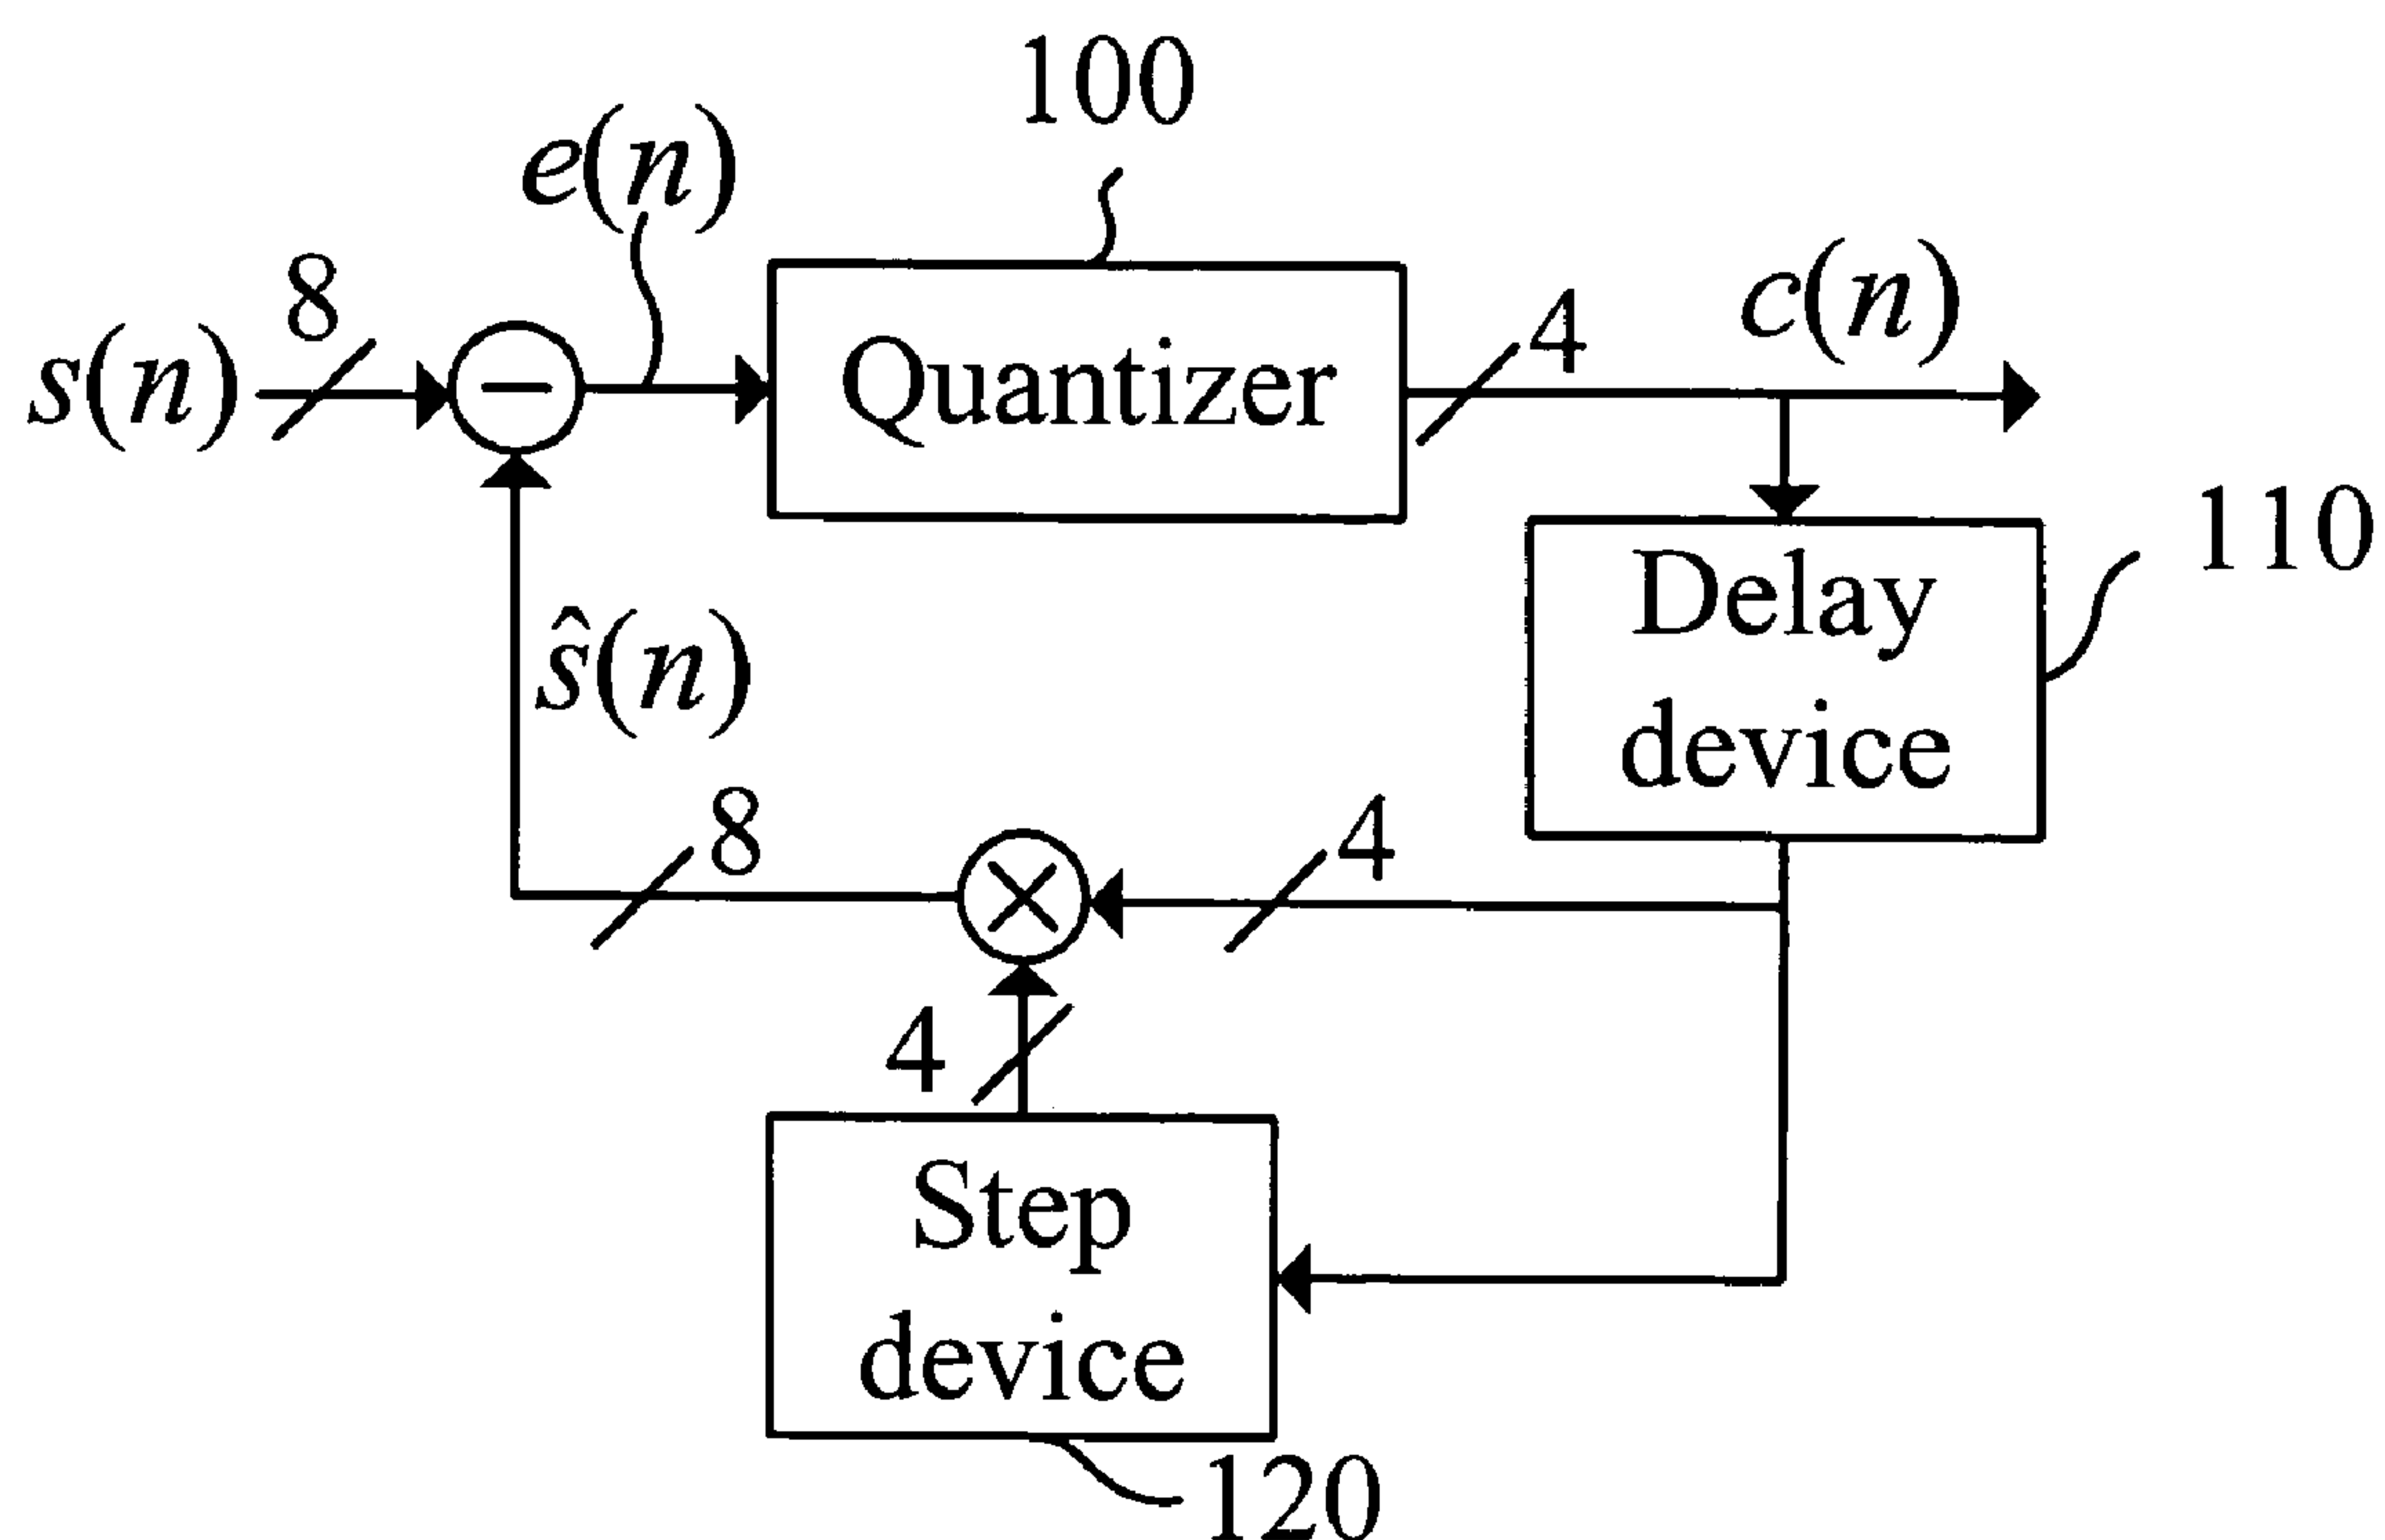 100
e(n)
8
s(n)
−
Quantizer
4
c(n)
110
Delay
device
ŝ(n)
8
×
4
4
Step
device
120